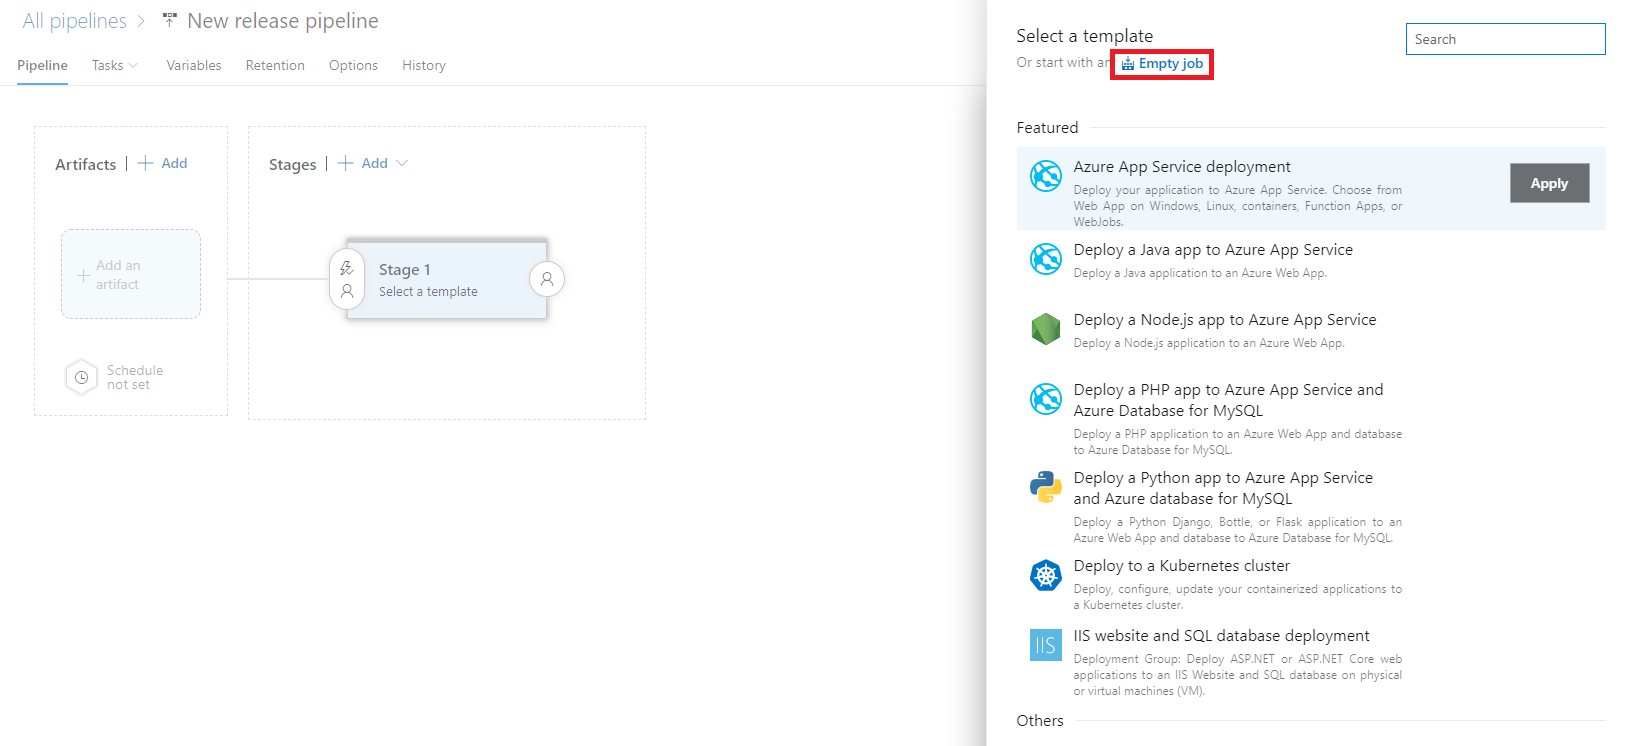 All pipelines > New release pipeline
Pipeline Tasks Variables Retention Options History
Artifacts | + Add
Stages | + Add
+ Add an
artifact
Schedule
not set
Stage 1
Select a template
Select a template
Search
Or start with an Empty job
Featured
Azure App Service deployment
Deploy your application to Azure App Service. Choose from
Web App on Windows, Linux, containers, Function Apps, or
WebJobs.
Apply
Deploy a Java app to Azure App Service
Deploy a Java application to an Azure Web App.
Deploy a Node.js app to Azure App Service
Deploy a Node.js application to an Azure Web App.
Deploy a PHP app to Azure App Service and
Azure Database for MySQL
Deploy a PHP application to an Azure Web App and database
to Azure Database for MySQL.
Deploy a Python app to Azure App Service
and Azure database for MySQL
Deploy a Python Django, Bottle, or Flask application to an
Azure Web App and database to Azure Database for MySQL.
Deploy to a Kubernetes cluster
Deploy, configure, update your containerized applications to
a Kubernetes cluster.
IIS
IIS website and SQL database deployment
Deployment Group: Deploy ASP.NET or ASP.NET Core web
applications to an IIS Website and SQL database on physical
or virtual machines (VM).
Others